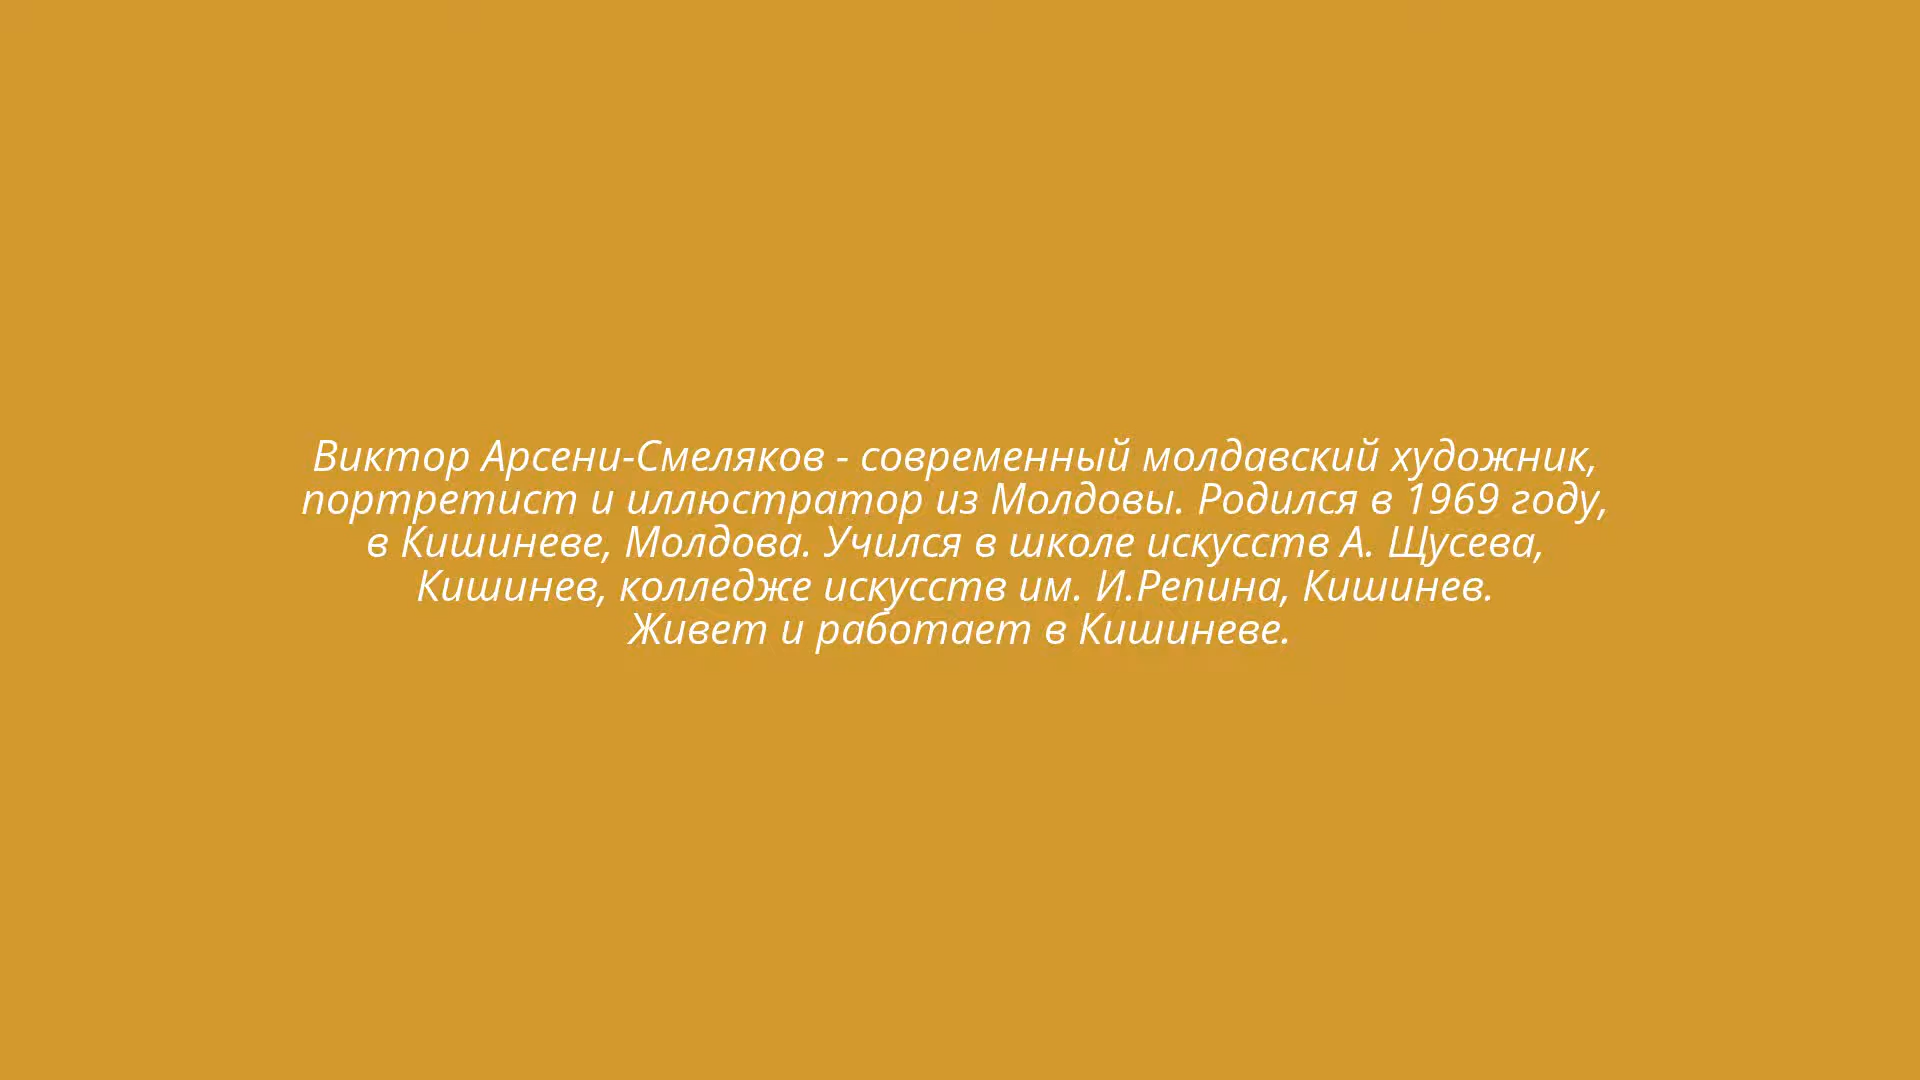 Виктор Арсени-Смеляков - современный молдавский художник,
портретист и иллюстратор из Молдовы. Родился в 1969 году,
в Кишиневе, Молдова. Учился в школе искусств А. Щусева,
Кишинев, колледже искусств им. И.Репина, Кишинев.
Живет и работает в Кишиневе.